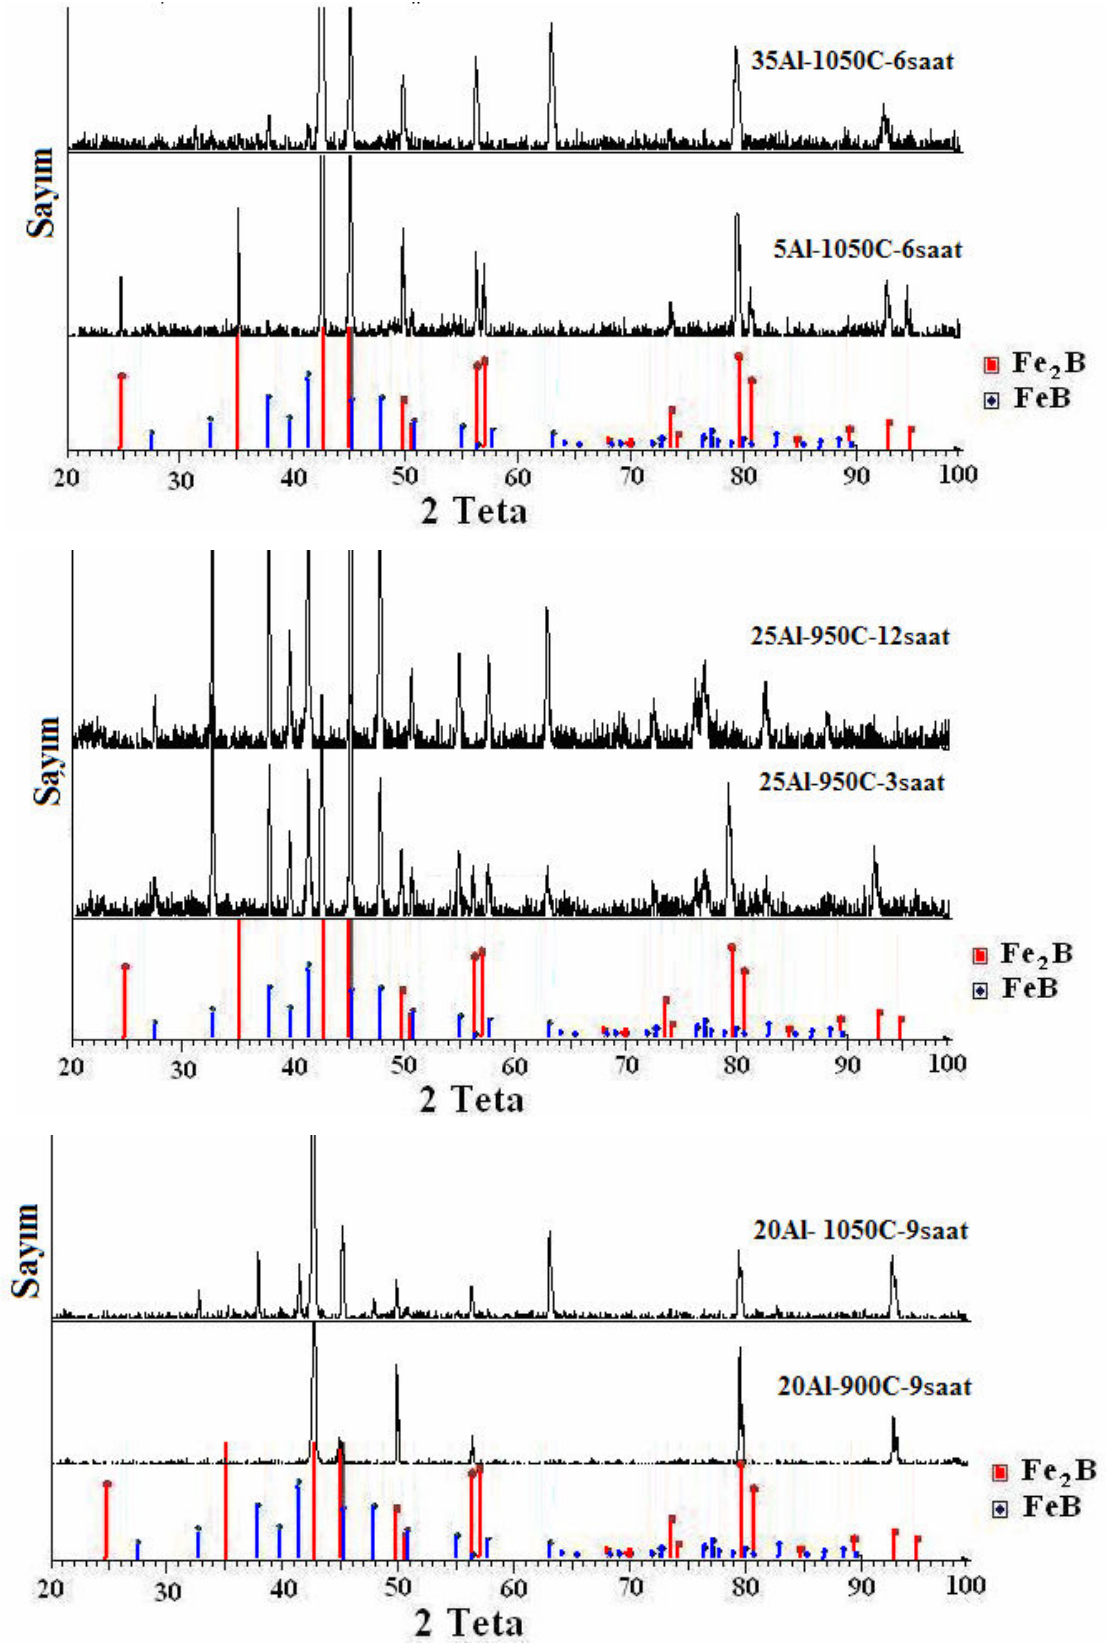 35Al-1050C-6saat
Sayım
5Al-1050C-6saat
Fe2B
FeB
20 30 40 50 60 70 80 90 100
2 Teta
25Al-950C-12saat
Sayım
25Al-950C-3saat
Fe2B
FeB
20 30 40 50 60 70 80 90 100
2 Teta
20Al- 1050C-9saat
Sayım
20Al-900C-9saat
Fe2B
FeB
20 30 40 50 60 70 80 90 100
2 Teta